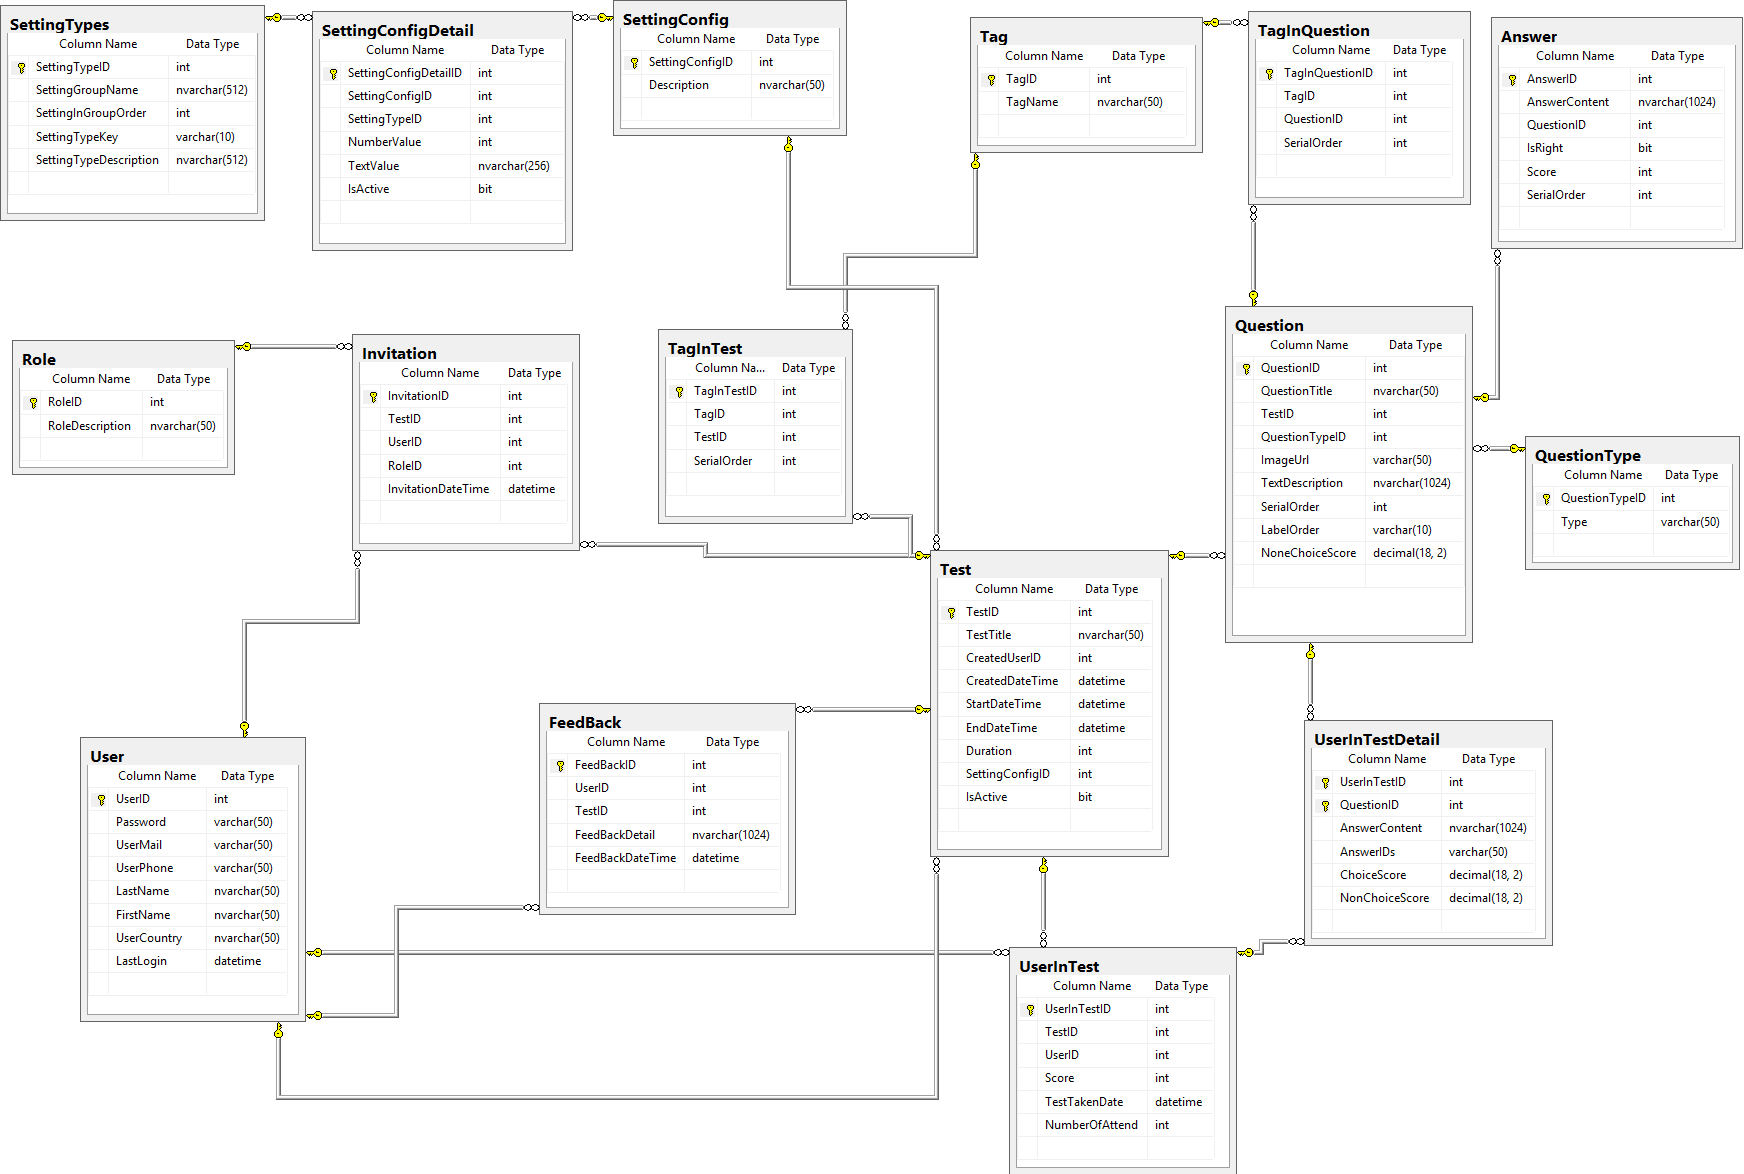 SettingTypes
Column Name Data Type
SettingTypeID int
SettingGroupName nvarchar(512)
SettingInGroupOrder int
SettingTypeKey varchar(10)
SettingTypeDescription nvarchar(512)
SettingConfigDetail
Column Name Data Type
SettingConfigDetailID int
SettingConfigID int
SettingTypeID int
NumberValue int
TextValue nvarchar(256)
IsActive bit
SettingConfig
Column Name Data Type
SettingConfigID int
Description nvarchar(50)
Tag
Column Name Data Type
TagID int
TagName nvarchar(50)
TagInQuestion
Column Name Data Type
TagInQuestionID int
TagID int
QuestionID int
SerialOrder int
Answer
Column Name Data Type
AnswerID int
AnswerContent nvarchar(1024)
QuestionID int
IsRight bit
Score int
SerialOrder int
Role
Column Name Data Type
RoleID int
RoleDescription nvarchar(50)
Invitation
Column Name Data Type
InvitationID int
TestID int
UserID int
RoleID int
InvitationDateTime datetime
TagInTest
Column Na... Data Type
TagInTestID int
TagID int
TestID int
SerialOrder int
Question
Column Name Data Type
QuestionID int
QuestionTitle nvarchar(50)
TestID int
QuestionTypeID int
ImageUrl varchar(50)
TextDescription nvarchar(1024)
SerialOrder int
LabelOrder varchar(10)
NoneChoiceScore decimal(18, 2)
QuestionType
Column Name Data Type
QuestionTypeID int
Type varchar(50)
Test
Column Name Data Type
TestID int
TestTitle nvarchar(50)
CreatedUserID int
CreatedDateTime datetime
StartDateTime datetime
EndDateTime datetime
Duration int
SettingConfigID int
IsActive bit
User
Column Name Data Type
UserID int
Password varchar(50)
UserMail varchar(50)
UserPhone varchar(50)
LastName nvarchar(50)
FirstName nvarchar(50)
UserCountry nvarchar(50)
LastLogin datetime
FeedBack
Column Name Data Type
FeedBackID int
UserID int
TestID int
FeedBackDetail nvarchar(1024)
FeedBackDateTime datetime
UserInTestDetail
Column Name Data Type
UserInTestID int
QuestionID int
AnswerContent nvarchar(1024)
AnswerIDs varchar(50)
ChoiceScore decimal(18, 2)
NonChoiceScore decimal(18, 2)
UserInTest
Column Name Data Type
UserInTestID int
TestID int
UserID int
Score int
TestTakenDate datetime
NumberOfAttend int